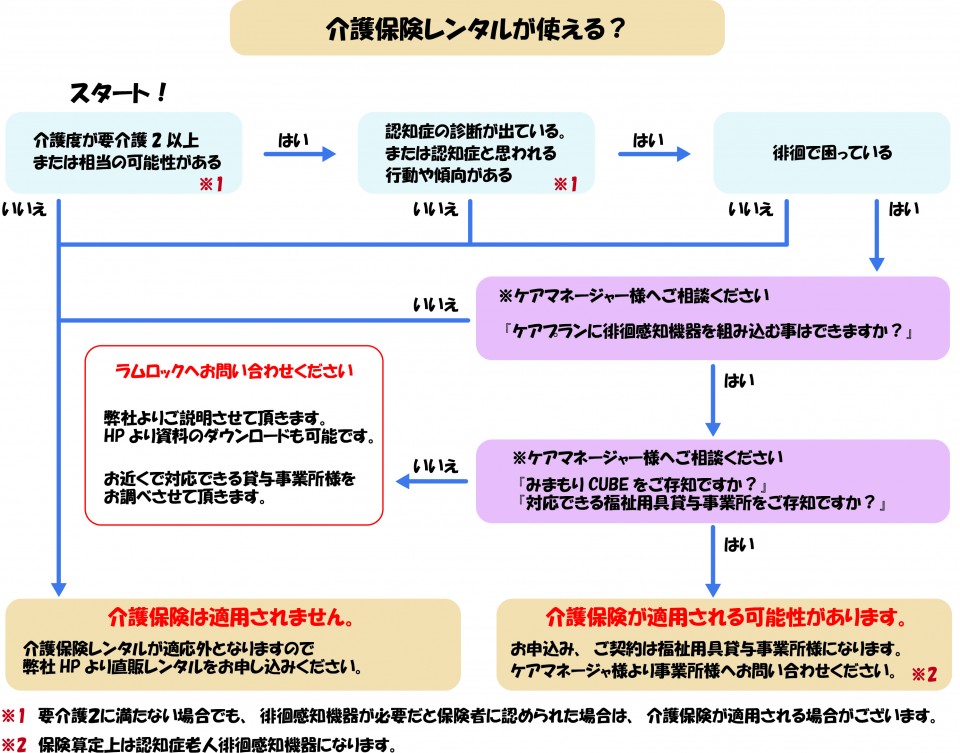 介護保険レンタルが使える？
スタート！
介護度が要介護２以上
または相当の可能性がある
※1
はい
認知症の診断が出ている。
または認知症と思われる
行動や傾向がある
※1
はい
徘徊で困っている
いいえ
いいえ
いいえ
はい
※ケアマネージャー様へご相談ください
『ケアプランに徘徊感知機器を組み込む事はできますか？』
いいえ
はい
ラムロックへお問い合わせください
弊社よりご説明させて頂きます。
HPより資料のダウンロードも可能です。
お近くで対応できる貸与事業所様を
お調べさせて頂きます。
いいえ
※ケアマネージャー様へご相談ください
『みまもりCUBEをご存知ですか？』
『対応できる福祉用具貸与事業所をご存知ですか？』
はい
介護保険は適用されません。
介護保険レンタルが適応外となりますので
弊社HPより直販レンタルをお申し込みください。
介護保険が適用される可能性があります。
お申込み、ご契約は福祉用具貸与事業所様になります。
ケアマネージャ様より事業所様へお問い合わせください。 ※2
※1 要介護２に満たない場合でも、徘徊感知機器が必要だと保険者に認められた場合は、介護保険が適用される場合がございます。
※2 保険算定上は認知症老人徘徊感知機器になります。